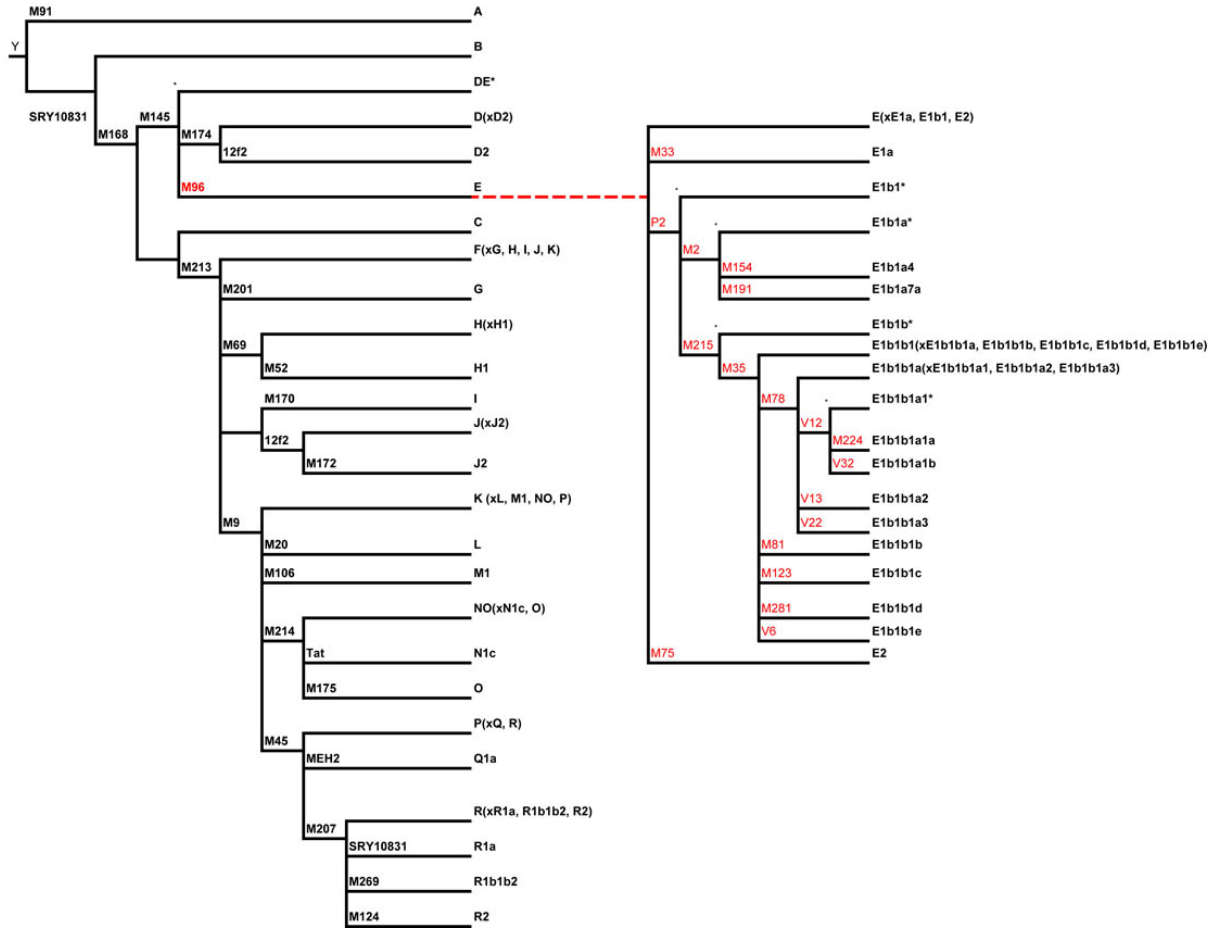 M91
A
Y
B
DE*
SRY10831
M145
M168
D(xD2)
M174
12f2
D2
M96
E
C
F(xG, H, I, J, K)
M213
M201
G
H(xH1)
M69
M52
H1
M170
I
J(xJ2)
12f2
M172
J2
K (xL, M1, NO, P)
M9
M20
L
M106
M1
NO(xN1c, O)
M214
Tat
N1c
M175
O
P(xQ, R)
M45
MEH2
Q1a
R(xR1a, R1b1b2, R2)
M207
SRY10831
R1a
M269
R1b1b2
M124
R2
E(xE1a, E1b1, E2)
M33
E1a
E1b1*
P2
E1b1a*
M2
M154
E1b1a4
M191
E1b1a7a
E1b1b*
M215
E1b1b1(xE1b1b1a, E1b1b1b, E1b1b1c, E1b1b1d, E1b1b1e)
M35
E1b1b1a(xE1b1b1a1, E1b1b1a2, E1b1b1a3)
M78
E1b1b1a1*
V12
M224
E1b1b1a1a
V32
E1b1b1a1b
V13
E1b1b1a2
V22
E1b1b1a3
M81
E1b1b1b
M123
E1b1b1c
M281
E1b1b1d
V6
E1b1b1e
M75
E2